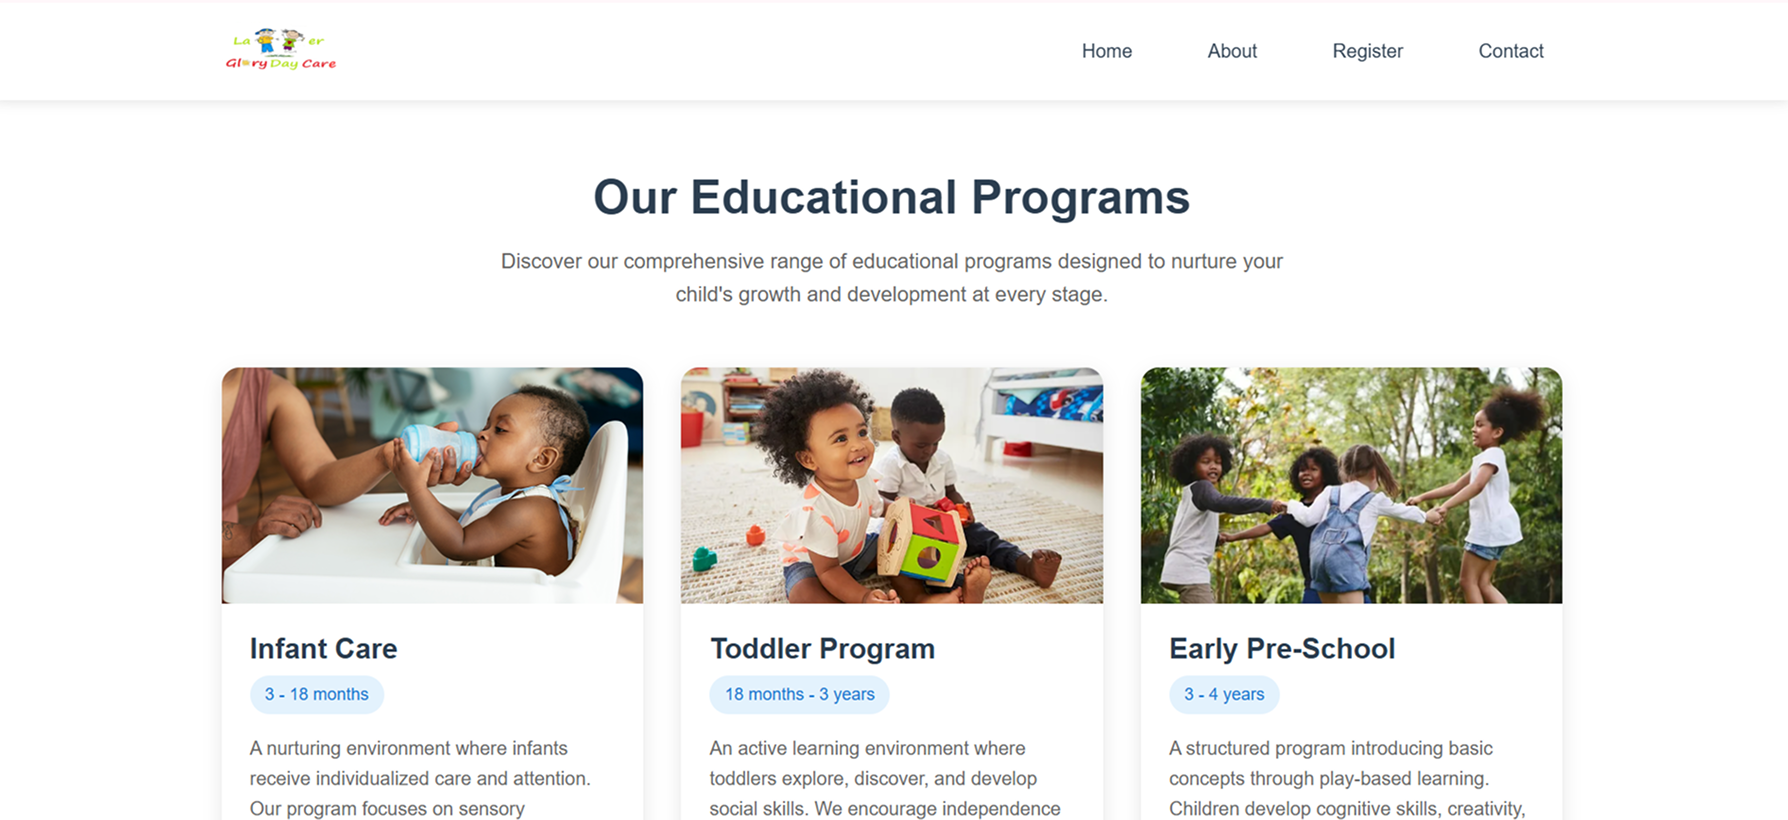 La er
Glory Day Care
Home About Register Contact
Our Educational Programs
Discover our comprehensive range of educational programs designed to nurture your
child's growth and development at every stage.
Infant Care
3 - 18 months
A nurturing environment where infants
receive individualized care and attention.
Our program focuses on sensory
Toddler Program
18 months - 3 years
An active learning environment where
toddlers explore, discover, and develop
social skills. We encourage independence
Early Pre-School
3 - 4 years
A structured program introducing basic
concepts through play-based learning.
Children develop cognitive skills, creativity,